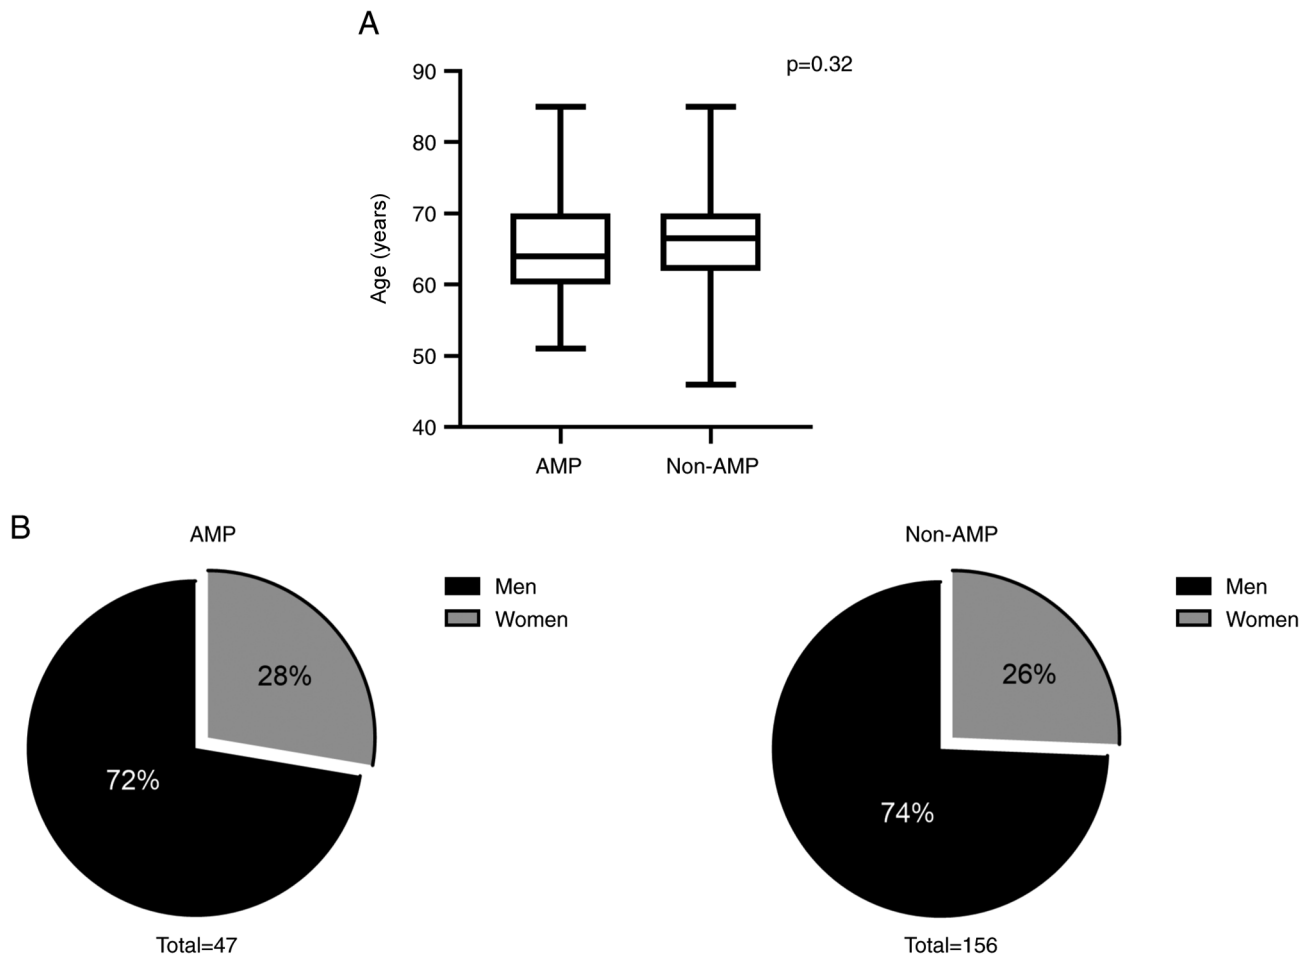 A
p=0.32
90
80
70
60
50
40
Age (years)
AMP
Non-AMP
B
AMP
Men
Women
28%
72%
Total=47
Non-AMP
Men
Women
26%
74%
Total=156